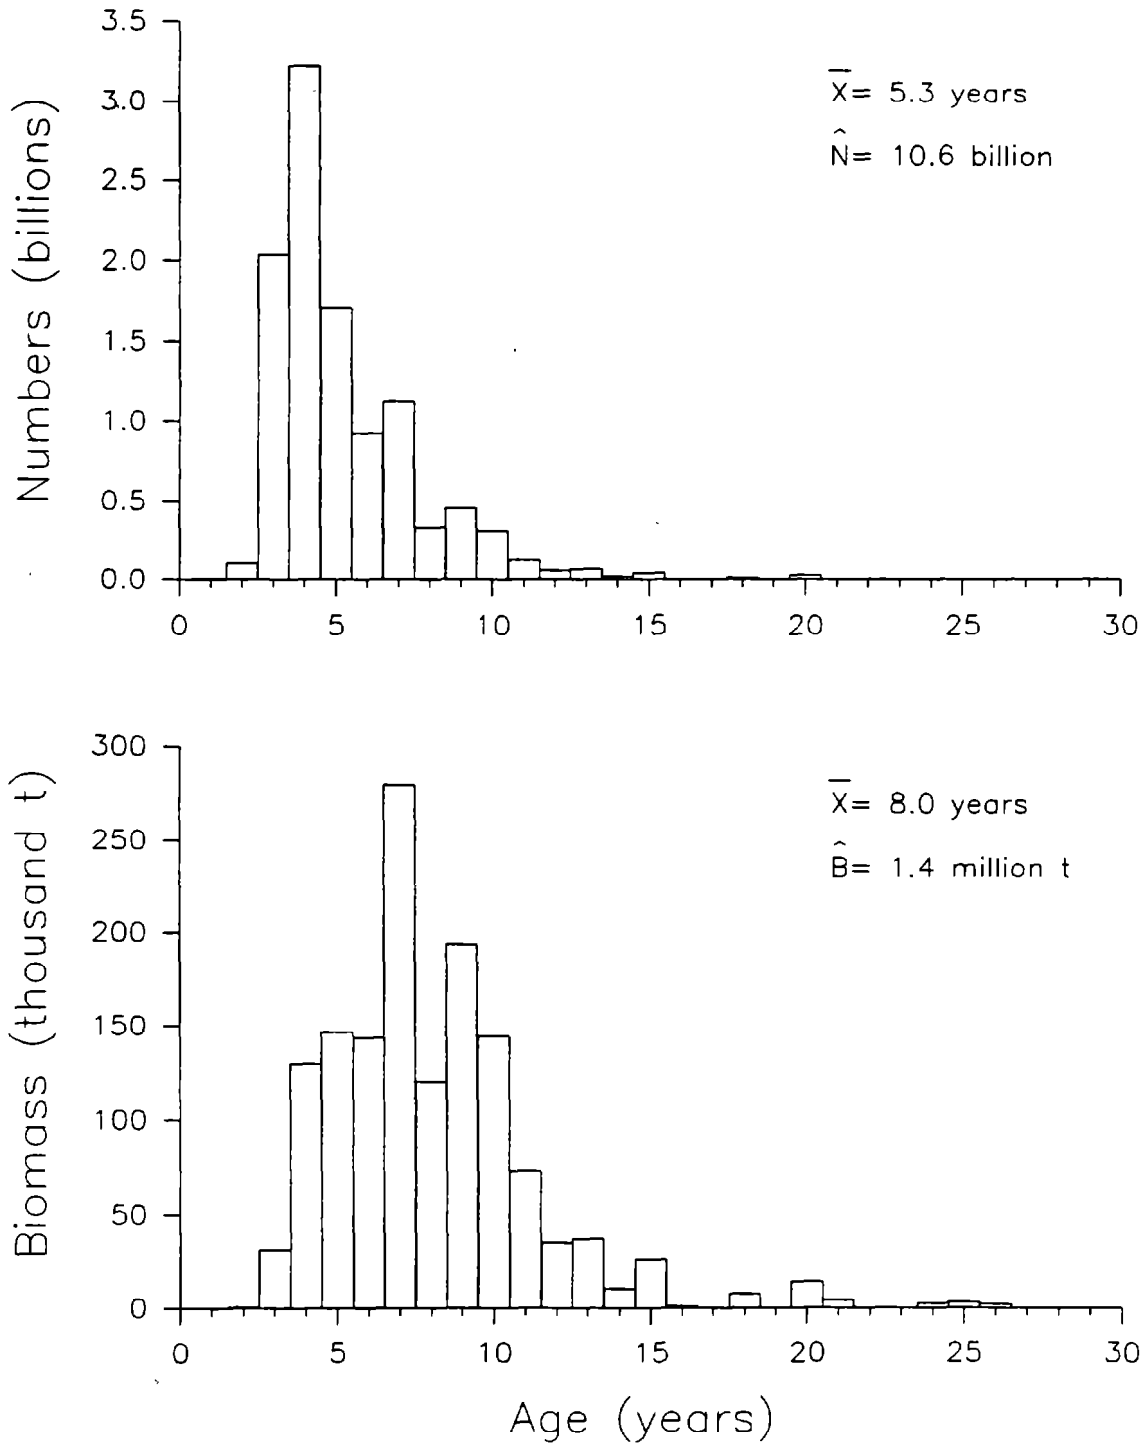 3.5
3.0
2.5
2.0
1.5
1.0
0.5
0.0
Numbers (billions)
X̄= 5.3 years
N̂= 10.6 billion
0 5 10 15 20 25 30
300
250
200
150
100
50
0
Biomass (thousand t)
X̄= 8.0 years
B̂= 1.4 million t
0 5 10 15 20 25 30
Age (years)